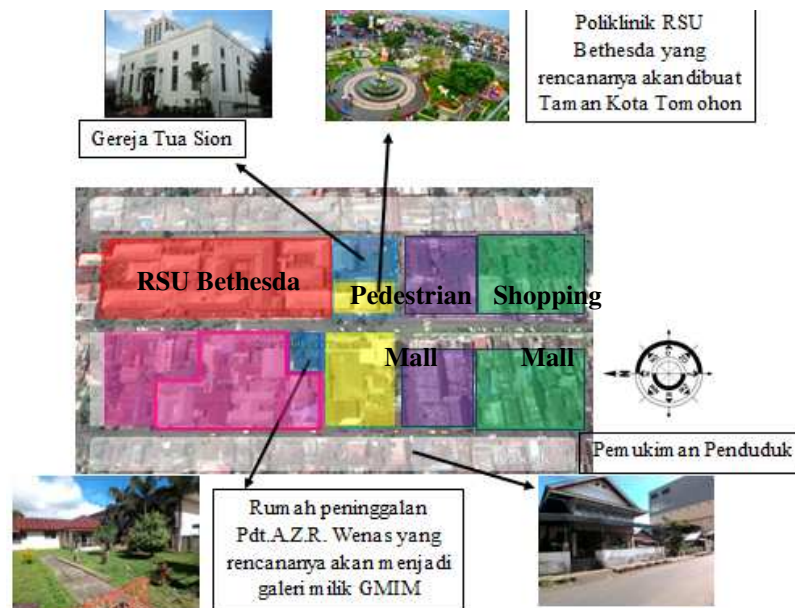 Poliklinik RSU
Bethesda yang
rencananya akan dibuat
Taman Kota Tomohon
Gereja Tua Sion
RSU Bethesda
Pedestrian
Shopping
Mall
Mall
N
Pemukiman Penduduk
Rumah peninggalan
Pdt.A.Z.R. Wenas yang
rencananya akan menjadi
galeri milik GMIM